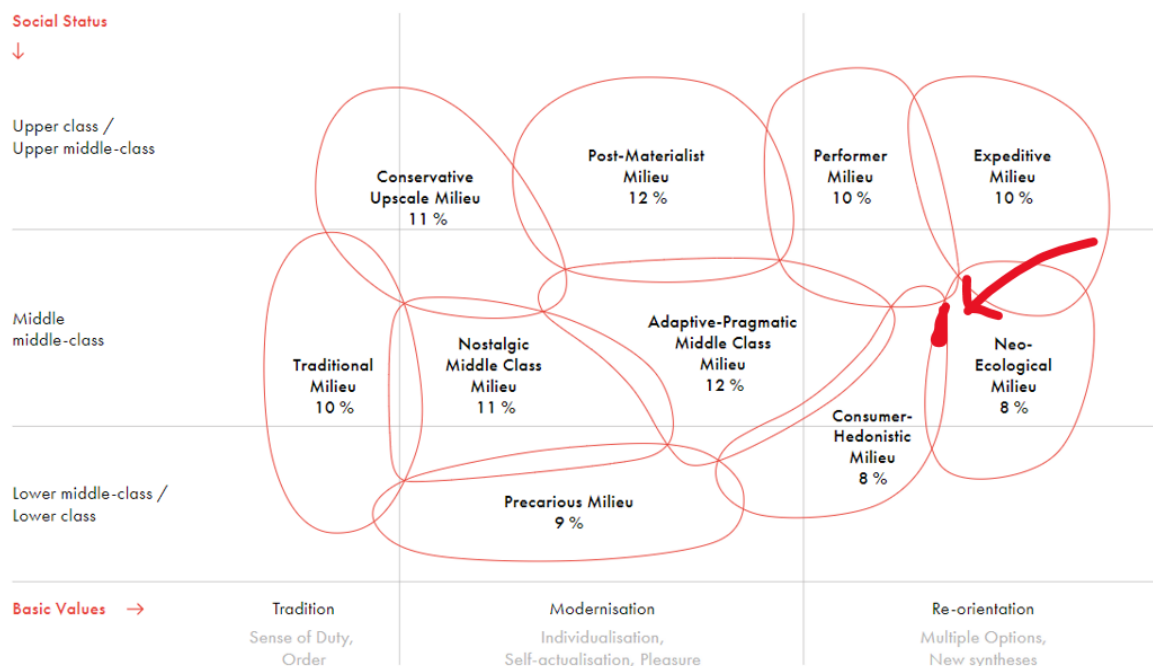 Social Status
↓
Upper class /
Upper middle-class
Conservative
Upscale Milieu
11 %
Post-Materialist
Milieu
12 %
Performer
Milieu
10 %
Expeditive
Milieu
10 %
Middle
middle-class
Traditional
Milieu
10 %
Nostalgic
Middle Class
Milieu
11 %
Adaptive-Pragmatic
Middle Class
Milieu
12 %
Consumer-
Hedonistic
Milieu
8 %
Neo-
Ecological
Milieu
8 %
Lower middle-class /
Lower class
Precarious Milieu
9 %
Basic Values →
Tradition
Sense of Duty,
Order
Modernisation
Individualisation,
Self-actualisation, Pleasure
Re-orientation
Multiple Options,
New syntheses